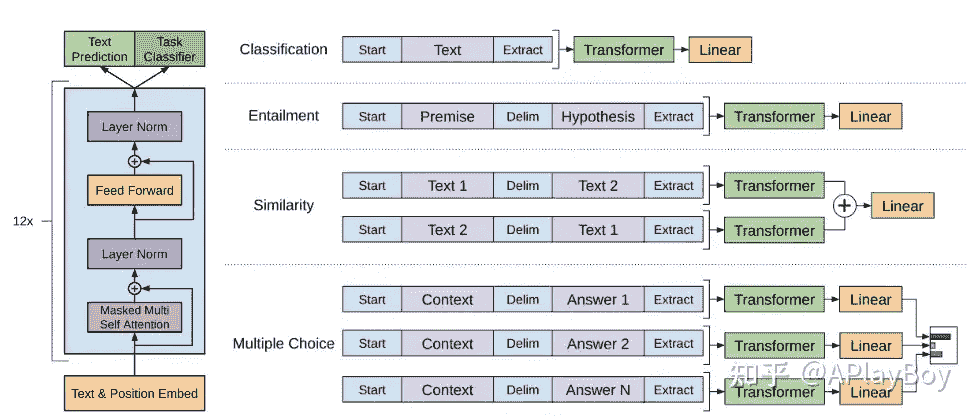 Text
Prediction
Task
Classifier
Layer Norm
+
Feed Forward
12x
Layer Norm
+
Masked Multi
Self Attention
Text & Position Embed
Classification
Start Text Extract Transformer Linear
Entailment
Start Premise Delim Hypothesis Extract Transformer Linear
Similarity
Start Text 1 Delim Text 2 Extract Transformer
+ Linear
Start Text 2 Delim Text 1 Extract Transformer
Multiple Choice
Start Context Delim Answer 1 Extract Transformer Linear
Start Context Delim Answer 2 Extract Transformer Linear
Start Context Delim Answer N Extract Transformer Linear
知乎 @APlayBoy